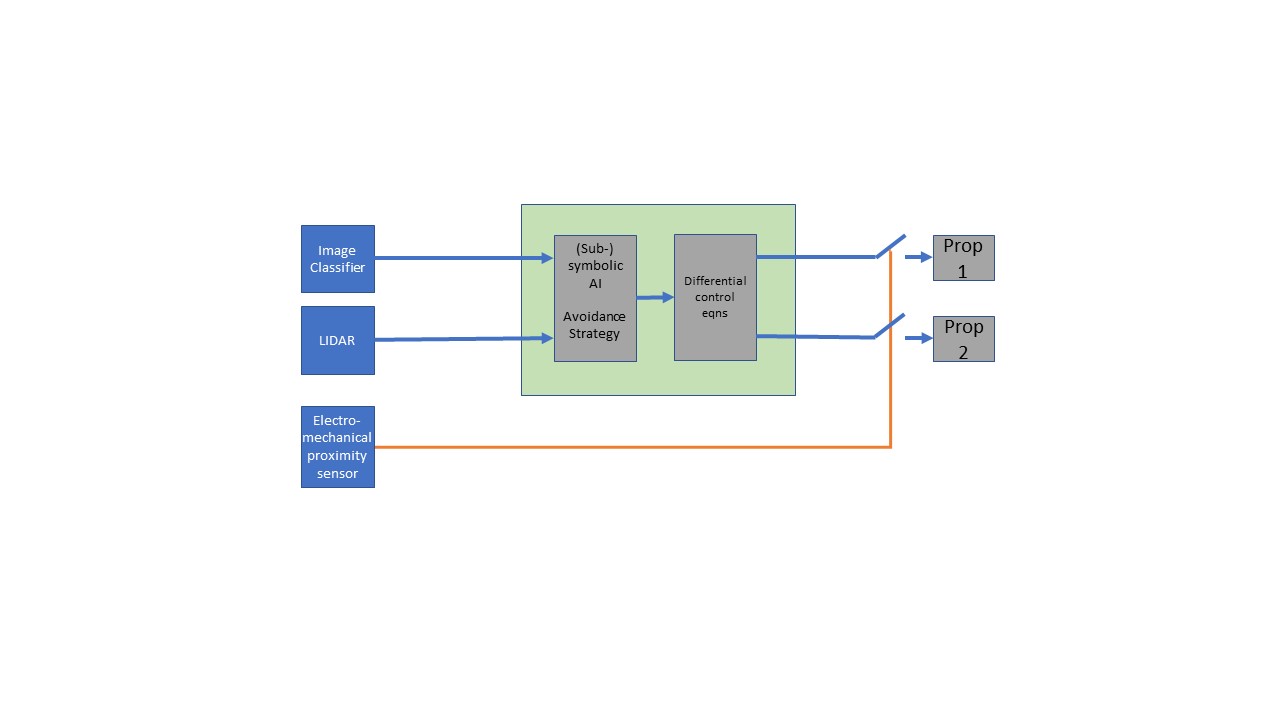 Image
Classifier
LIDAR
Electro-
mechanical
proximity
sensor
(Sub-)
symbolic
AI
Avoidance
Strategy
Differential
control
eqns
Prop
1
Prop
2